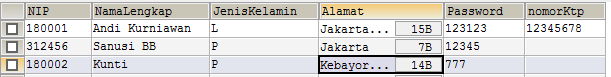 NIP NamaLengkap JenisKelamin Alamat Password nomorKtp
180001 Andi Kurniawan L Jakarta... 15B 123123 12345678
312456 Sanusi BB P Jakarta 7B 12345
180002 Kunti P Kebayor... 14B 777